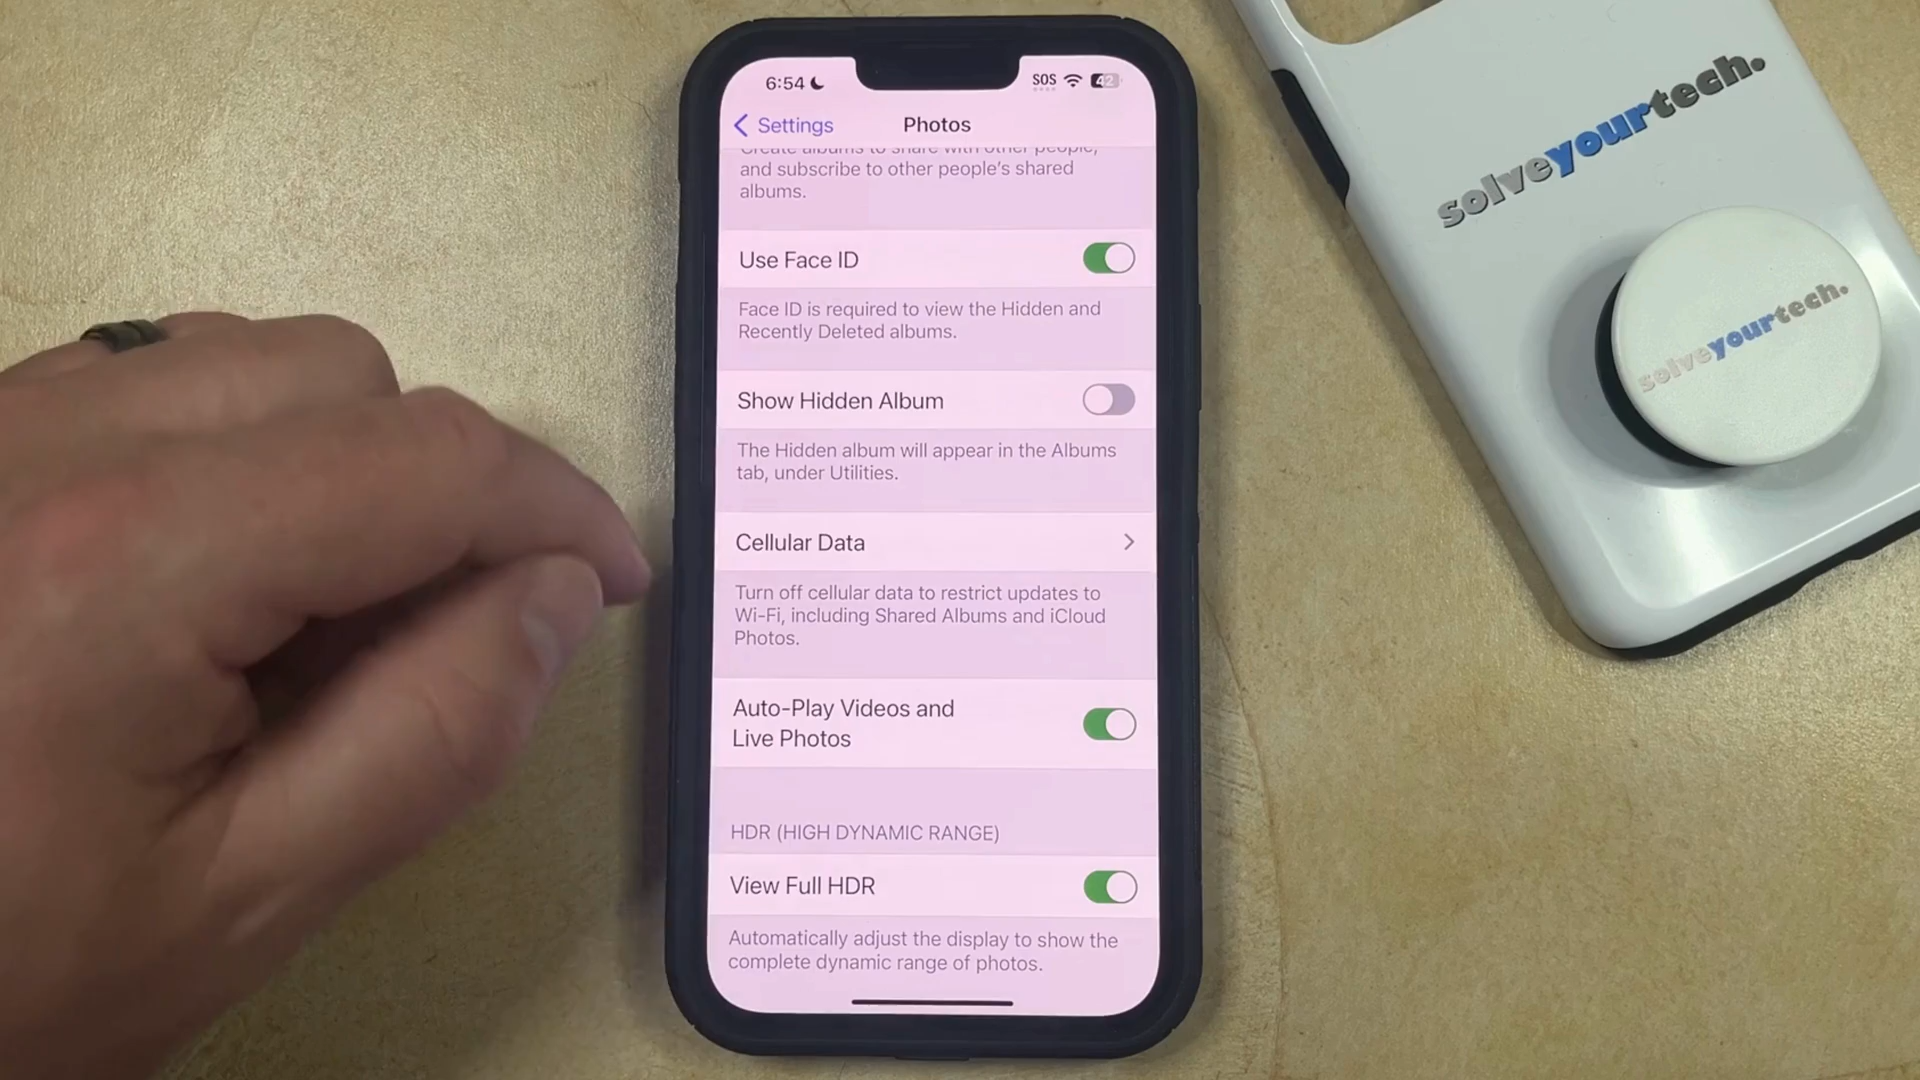 6:54
SOS
42
Settings
Photos
Create albums to share with other people,
and subscribe to other people's shared
albums.
Use Face ID
Face ID is required to view the Hidden and
Recently Deleted albums.
Show Hidden Album
The Hidden album will appear in the Albums
tab, under Utilities.
Cellular Data
Turn off cellular data to restrict updates to
Wi-Fi, including Shared Albums and iCloud
Photos.
Auto-Play Videos and
Live Photos
HDR (HIGH DYNAMIC RANGE)
View Full HDR
Automatically adjust the display to show the
complete dynamic range of photos.
solveyourtech.
solveyourtech.